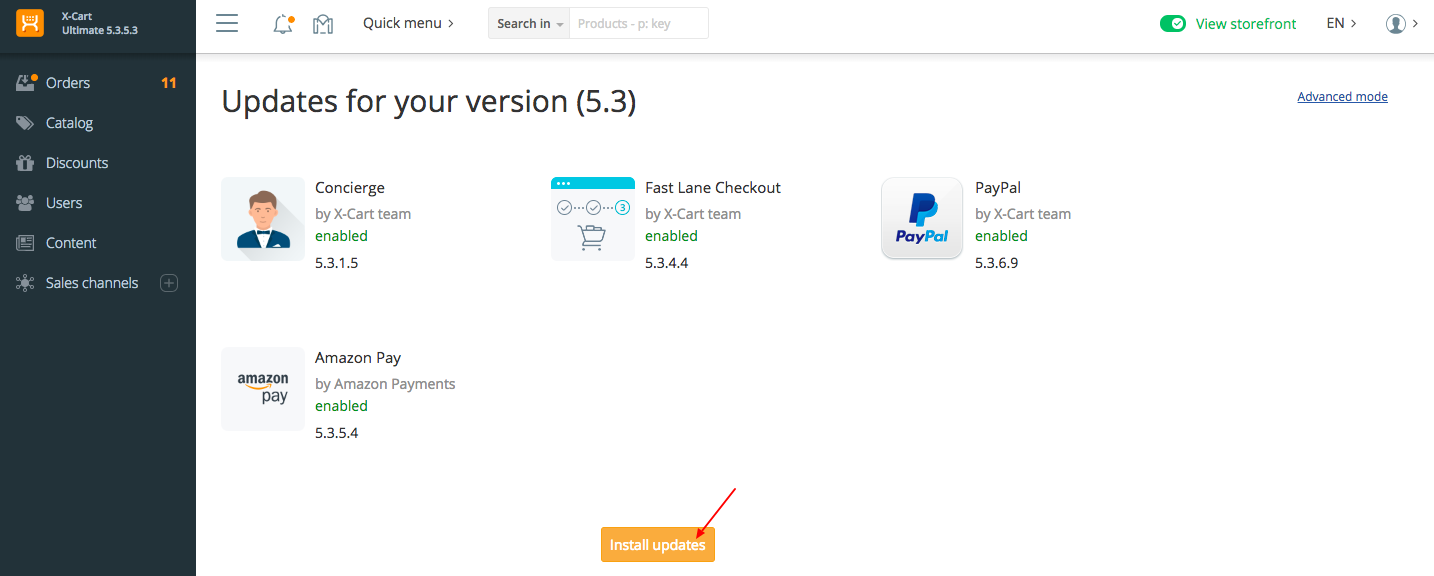 X-Cart
Ultimate 5.3.5.3
Quick menu
Search in
Products - p: key
View storefront
EN
Orders 11
Catalog
Discounts
Users
Content
Sales channels
Updates for your version (5.3)
Advanced mode
Concierge
by X-Cart team
enabled
5.3.1.5
3
Fast Lane Checkout
by X-Cart team
enabled
5.3.4.4
PayPal
PayPal
by X-Cart team
enabled
5.3.6.9
amazon
pay
Amazon Pay
by Amazon Payments
enabled
5.3.5.4
Install updates